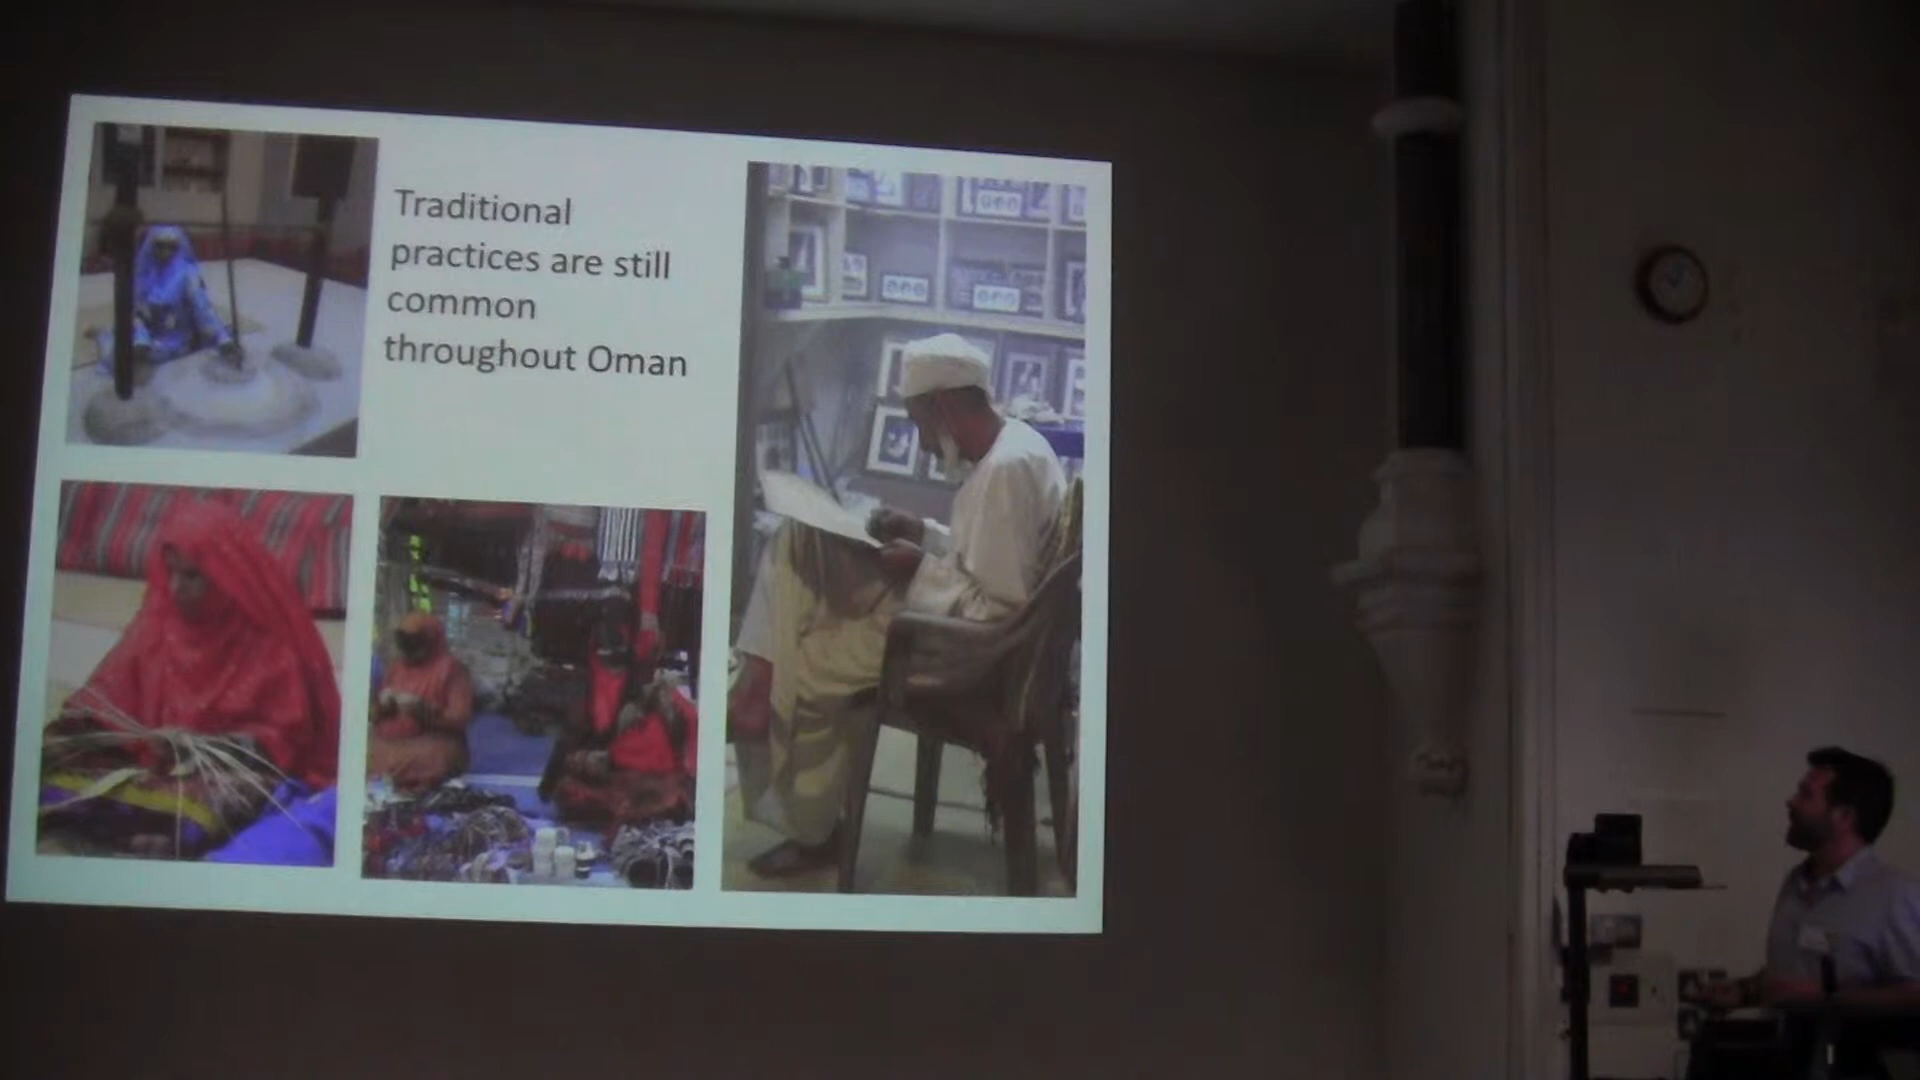 Traditional
practices are still
common
throughout Oman